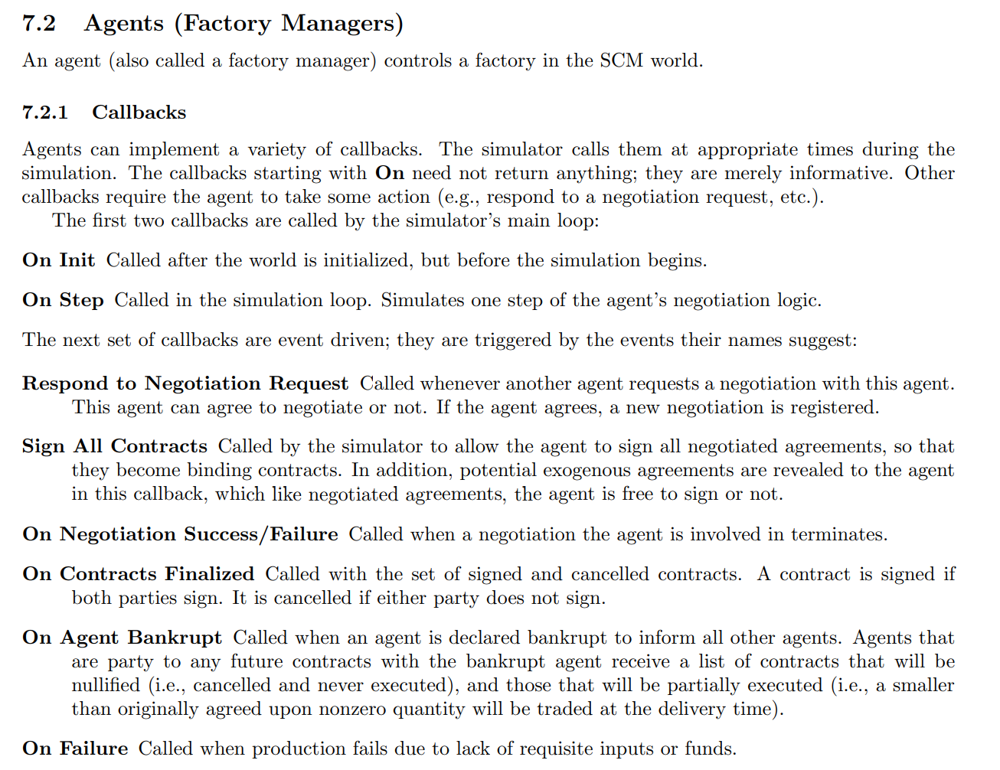 7.2 Agents (Factory Managers)
An agent (also called a factory manager) controls a factory in the SCM world.
7.2.1 Callbacks
Agents can implement a variety of callbacks. The simulator calls them at appropriate times during the
simulation. The callbacks starting with On need not return anything; they are merely informative. Other
callbacks require the agent to take some action (e.g., respond to a negotiation request, etc.).
The first two callbacks are called by the simulator's main loop:
On Init Called after the world is initialized, but before the simulation begins.
On Step Called in the simulation loop. Simulates one step of the agent's negotiation logic.
The next set of callbacks are event driven; they are triggered by the events their names suggest:
Respond to Negotiation Request Called whenever another agent requests a negotiation with this agent.
This agent can agree to negotiate or not. If the agent agrees, a new negotiation is registered.
Sign All Contracts Called by the simulator to allow the agent to sign all negotiated agreements, so that
they become binding contracts. In addition, potential exogenous agreements are revealed to the agent
in this callback, which like negotiated agreements, the agent is free to sign or not.
On Negotiation Success/Failure Called when a negotiation the agent is involved in terminates.
On Contracts Finalized Called with the set of signed and cancelled contracts. A contract is signed if
both parties sign. It is cancelled if either party does not sign.
On Agent Bankrupt Called when an agent is declared bankrupt to inform all other agents. Agents that
are party to any future contracts with the bankrupt agent receive a list of contracts that will be
nullified (i.e., cancelled and never executed), and those that will be partially executed (i.e., a smaller
than originally agreed upon nonzero quantity will be traded at the delivery time).
On Failure Called when production fails due to lack of requisite inputs or funds.